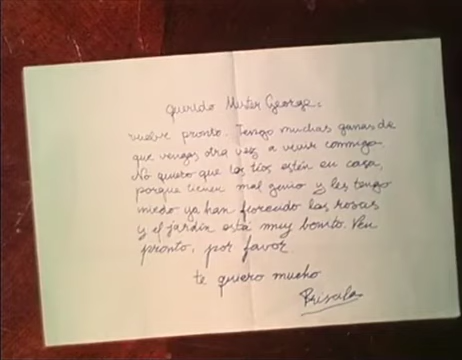 querido Mister George:
vuelve pronto. Tengo muchas ganas de
que vengas otra vez a vivir conmigo.
No quiero que los tíos estén en casa,
porque tienen mal genio y les tengo
miedo ya han florecido las rosas
y el jardín está muy bonito. Ven
pronto, por favor
te quiero mucho
Priscila